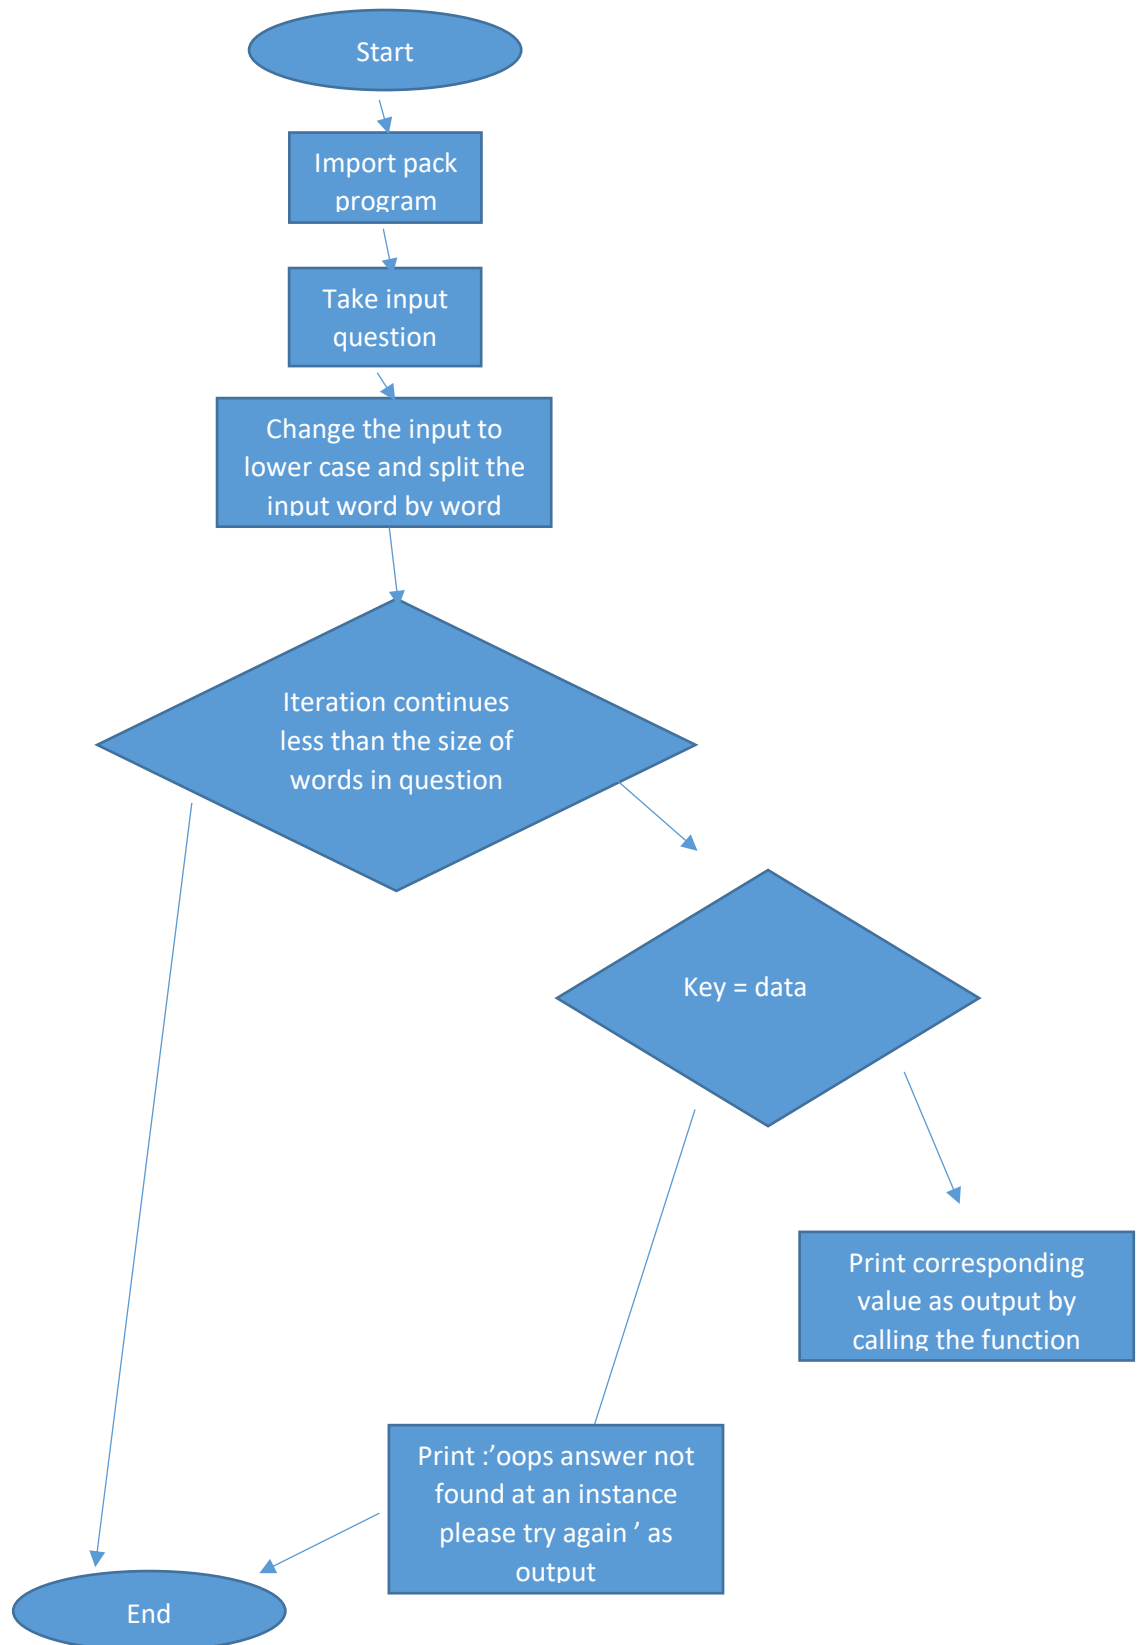 Start
Import pack
program
Take input
question
Change the input to
lower case and split the
input word by word
Iteration continues
less than the size of
words in question
Key = data
Print corresponding
value as output by
calling the function
Print :’oops answer not
found at an instance
please try again ’ as
output
End